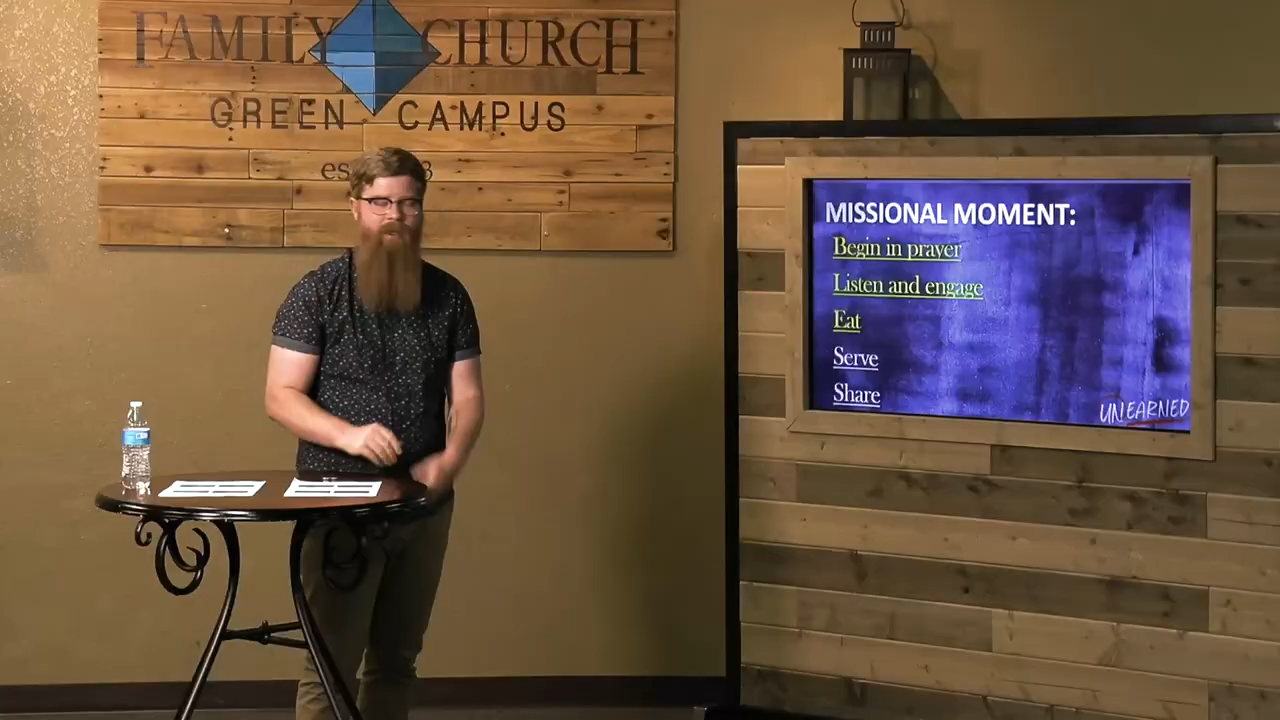 FAMILY CHURCH
GREEN CAMPUS
MISSIONAL MOMENT:
Begin in prayer
Listen and engage
Eat
Serve
Share
UNEARNED